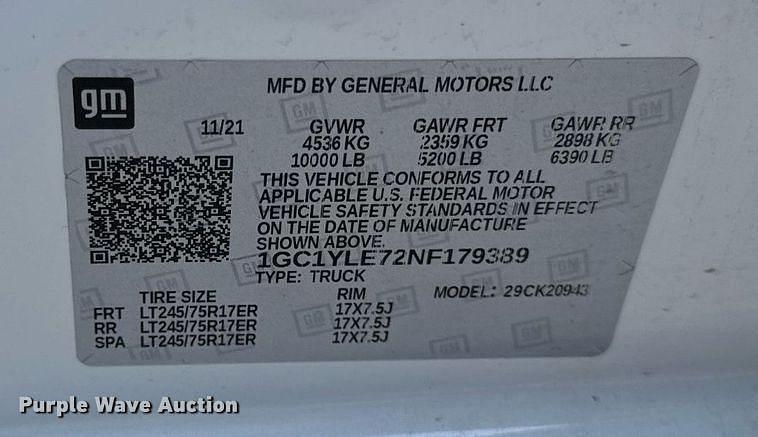 gm
MFD BY GENERAL MOTORS LLC
11/21 GVWR GAWR FRT GAWR RR
4536 KG 2359 KG 2898 KG
10000 LB 5200 LB 6390 LB
THIS VEHICLE CONFORMS TO ALL
APPLICABLE U.S. FEDERAL MOTOR
VEHICLE SAFETY STANDARDS IN EFFECT
ON THE DATE OF MANUFACTURE
SHOWN ABOVE.
1GC1YLE72NF179389
TYPE: TRUCK
TIRE SIZE RIM MODEL: 29CK20943
FRT LT245/75R17ER 17X7.5J
RR LT245/75R17ER 17X7.5J
SPA LT245/75R17ER 17X7.5J
Purple Wave Auction